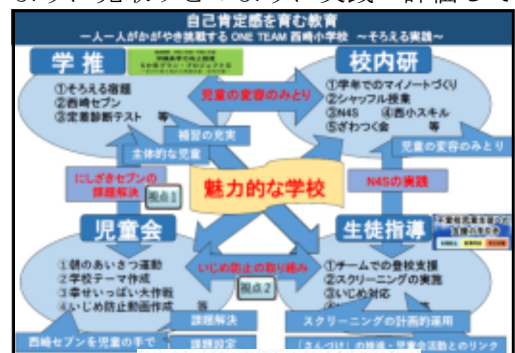 自己肯定感を育む教育
一人一人がかがやき挑戦する ONE TEAM 西崎小学校 ～そろえる実践～
学推
①そろえる宿題
②西崎セブン
③定着診断テスト 等
校内研
①学年でのマイノートづくり
②シャッフル授業
③N4S ④西小スキル
⑤ざわつく会 等
児童の変容のみとり
補習の充実
主体的な児童
児童の変容のみとり
にしざきセブンの
課題解決
視点1
魅力的な学校
N4Sの実践
児童会
①朝のあいさつ運動
②学校テーマ作成
③幸せいっぱい大作戦
④いじめ防止動画作成 等
いじめ防止の取り組み
視点2
生徒指導
①チームでの登校支援
②スクリーニングの実施
③いじめ対応
課題解決
スクリーニングの計画的運用
西崎セブンを児童の手で
課題設定
「さんづけ」の推進・児童会活動とのリンク